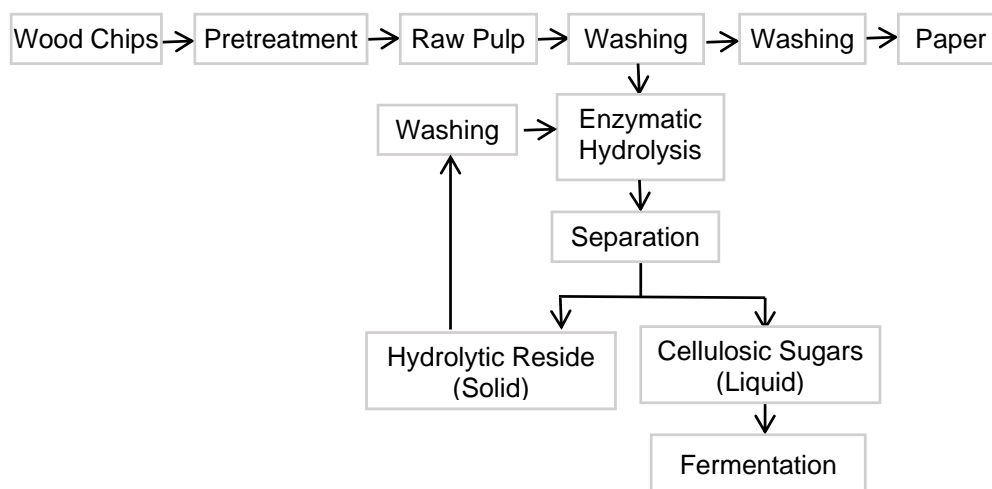 Wood Chips
Pretreatment
Raw Pulp
Washing
Washing
Paper
Washing
Enzymatic
Hydrolysis
Separation
Hydrolytic Reside
(Solid)
Cellulosic Sugars
(Liquid)
Fermentation